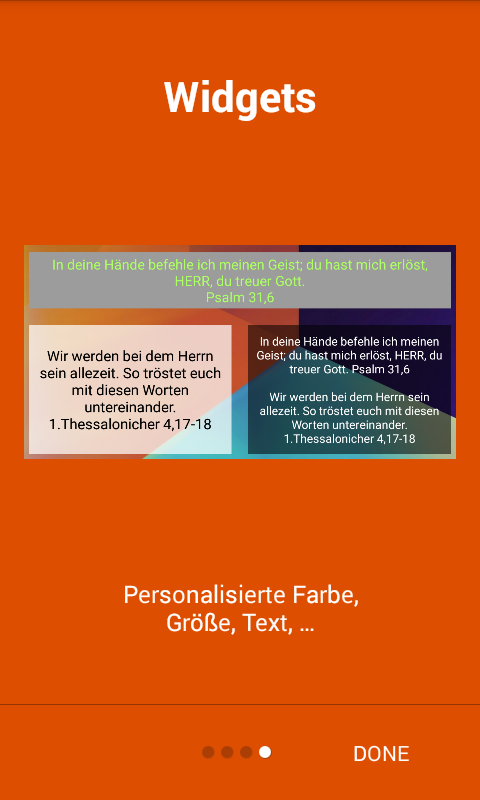 Widgets
In deine Hände befehle ich meinen Geist; du hast mich erlöst,
HERR, du treuer Gott.
Psalm 31,6
Wir werden bei dem Herrn
sein allezeit. So tröstet euch
mit diesen Worten
untereinander.
1.Thessalonicher 4,17-18
In deine Hände befehle ich meinen
Geist; du hast mich erlöst, HERR, du
treuer Gott. Psalm 31,6
Wir werden bei dem Herrn sein
allezeit. So tröstet euch mit diesen
Worten untereinander.
1.Thessalonicher 4,17-18
Personalisierte Farbe,
Größe, Text, ...
DONE